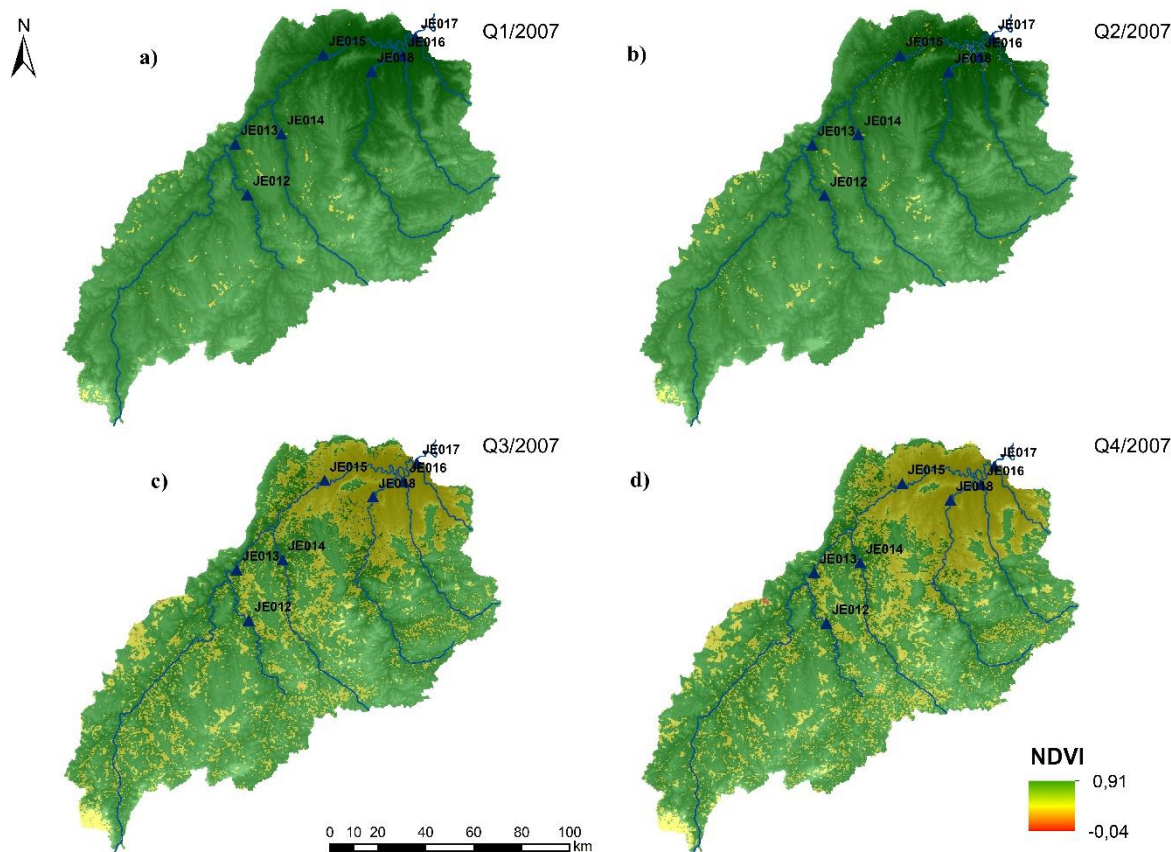 N
a)
Q1/2007
JE017
JE016
JE015
JE018
JE014
JE013
JE012
b)
Q2/2007
JE017
JE016
JE015
JE018
JE014
JE013
JE012
c)
Q3/2007
JE017
JE016
JE015
JE018
JE014
JE013
JE012
d)
Q4/2007
JE017
JE016
JE015
JE018
JE014
JE013
JE012
NDVI
0,91
-0,04
0 10 20 40 60 80 100
km